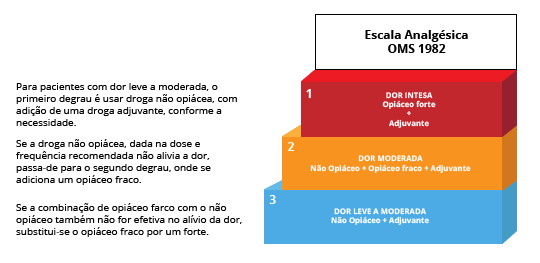 Escala Analgésica
OMS 1982
Para pacientes com dor leve a moderada, o
primeiro degrau é usar droga não opiácea, com
adição de uma droga adjuvante, conforme a
necessidade.
Se a droga não opiácea, dada na dose e
frequência recomendada não alivia a dor,
passa-de para o segundo degrau, onde se
adiciona um opiáceo fraco.
Se a combinação de opiáceo farco com o não
opiáceo também não for efetiva no alívio da dor,
substitui-se o opiáceo fraco por um forte.
1
DOR INTESA
Opiáceo forte
+
Adjuvante
2
DOR MODERADA
Não Opiáceo + Opiáceo fraco + Adjuvante
3
DOR LEVE A MODERADA
Não Opiáceo + Adjuvante